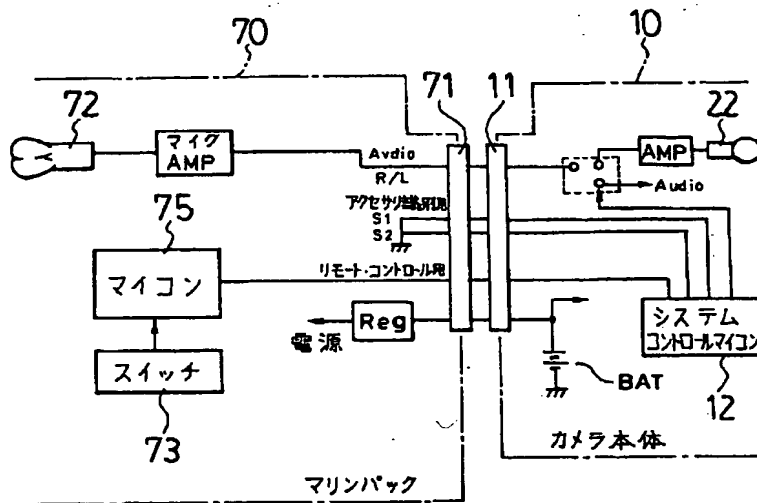 70
10
72
71
11
22
マイク
AMP
Avdio
R/L
AMP
Audio
アクセサリ識別用
S1
S2
75
マイコン
リモート・コントロール用
Reg
電源
システム
コントロールマイコン
スイッチ
BAT
12
73
カメラ本体
マリンパック